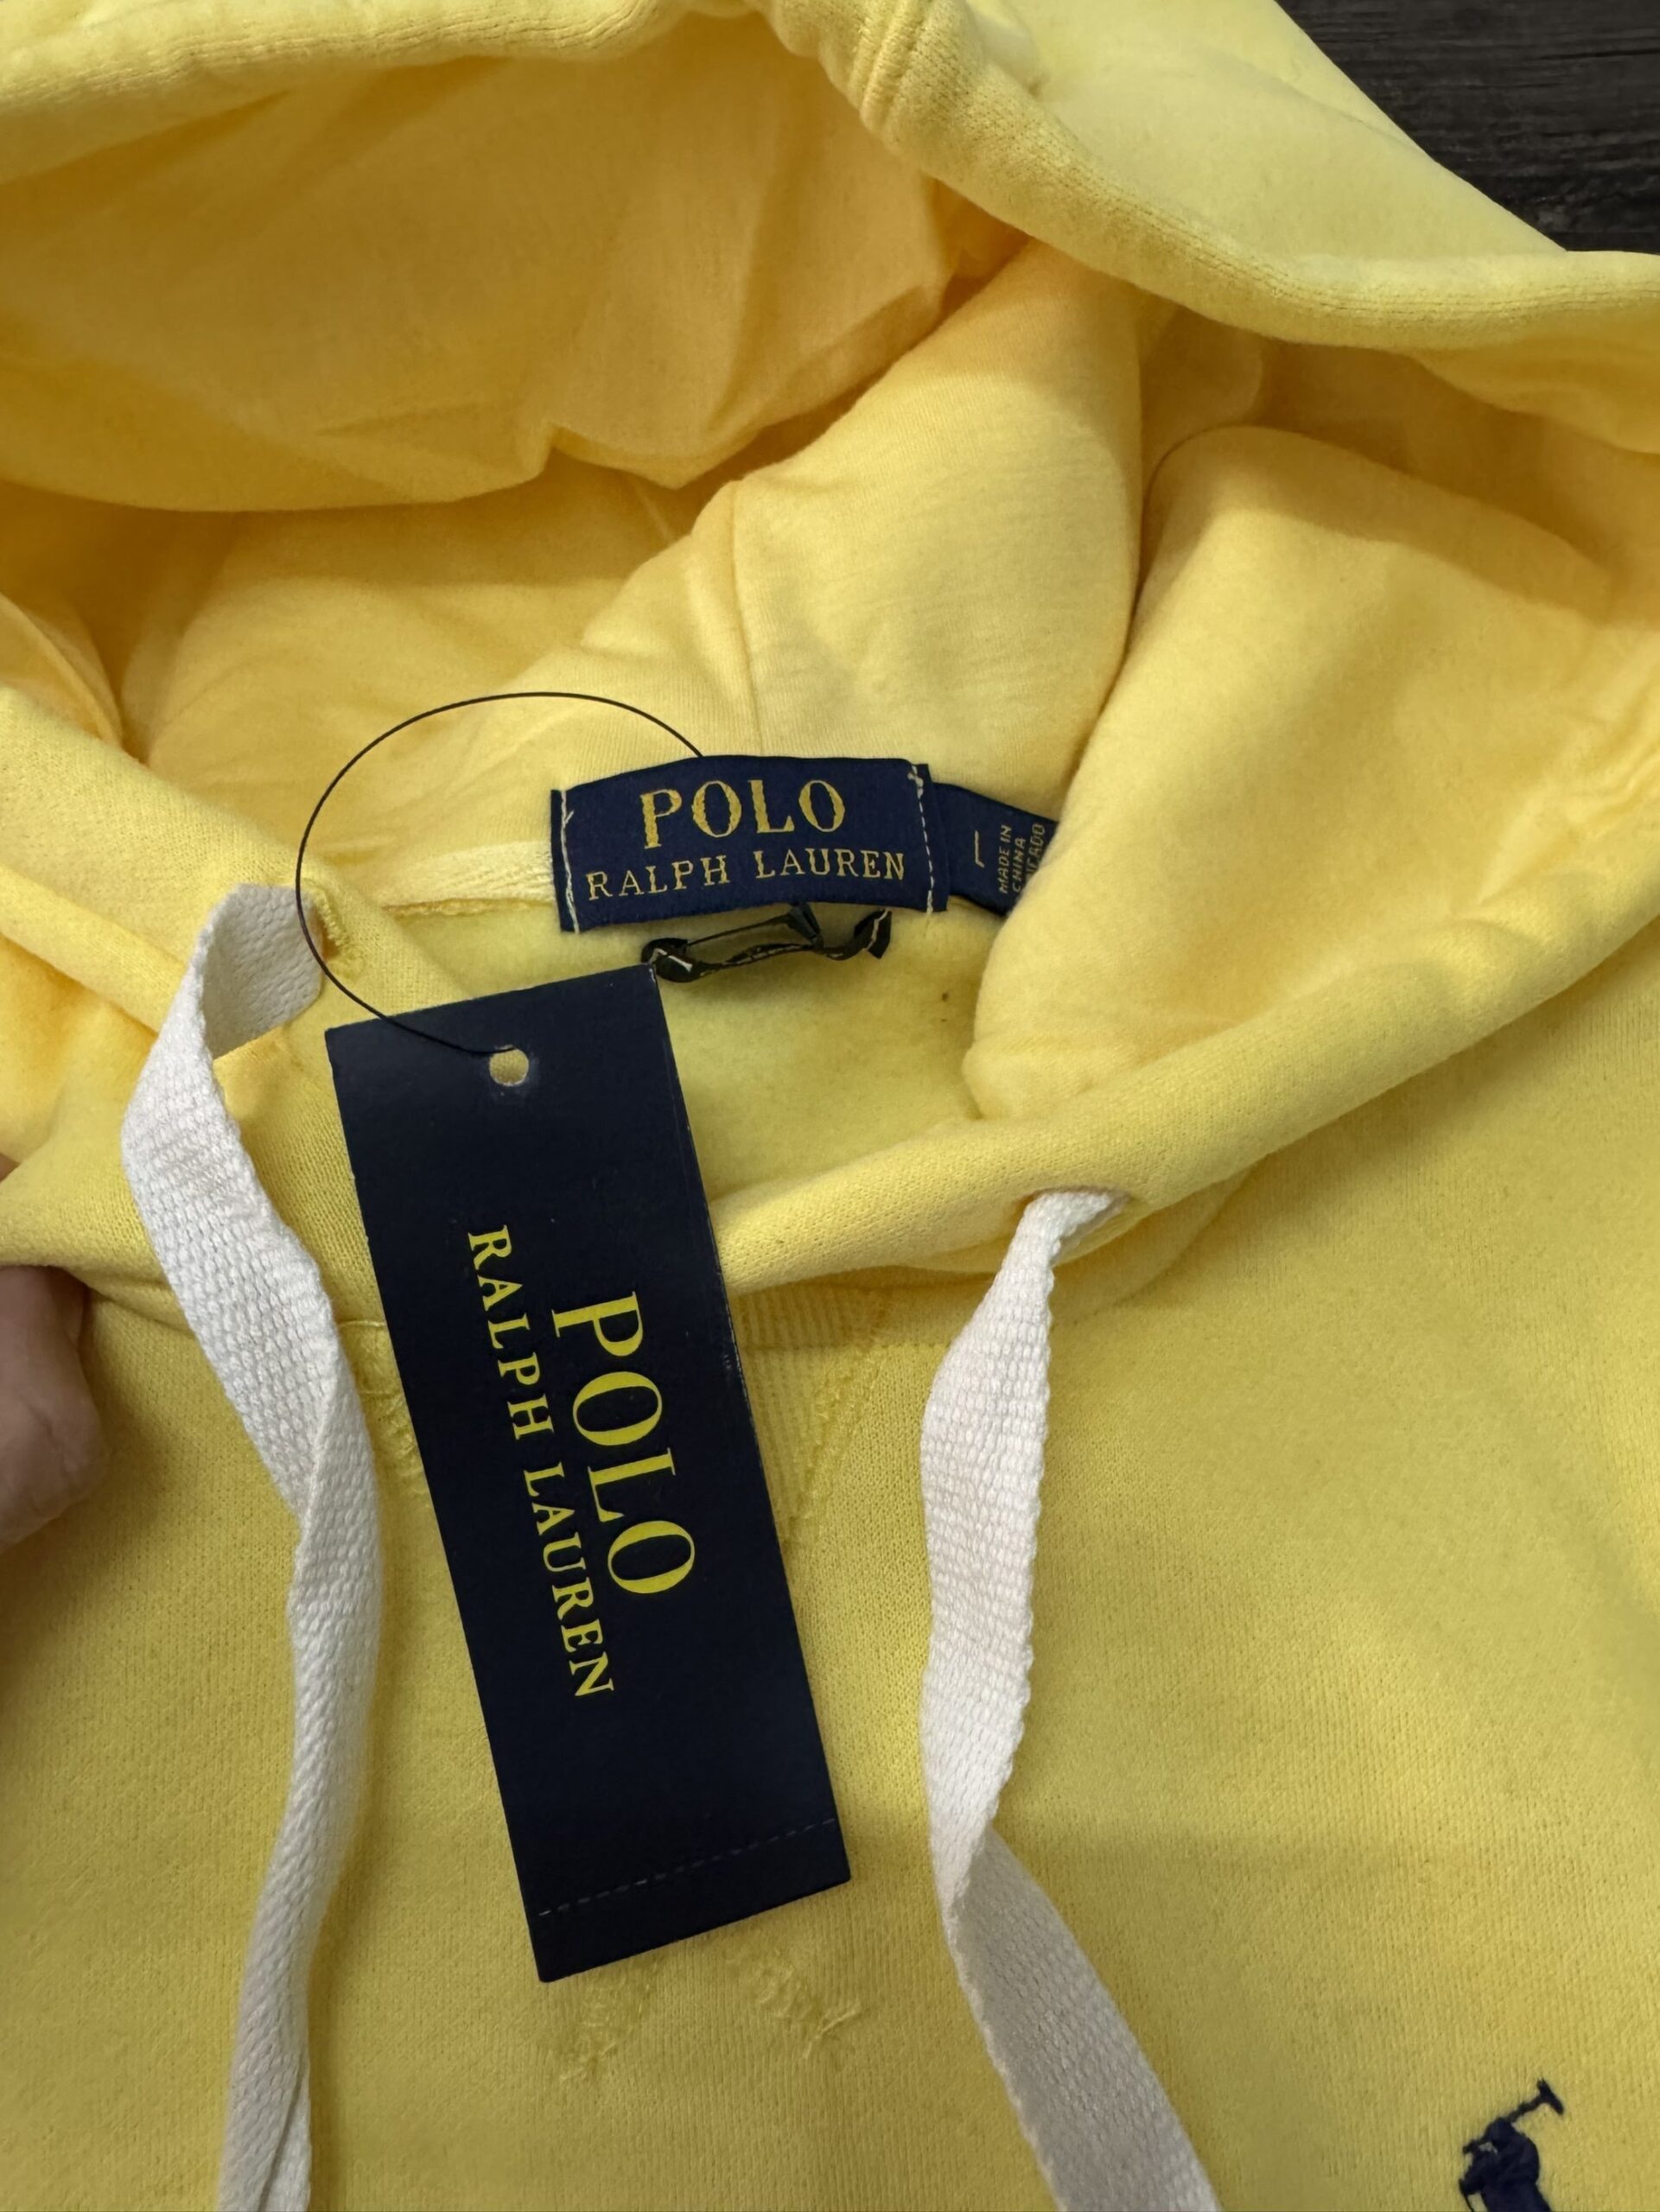 POLO
RALPH LAUREN
L
MADE IN
CHINA
POLO
RALPH LAUREN